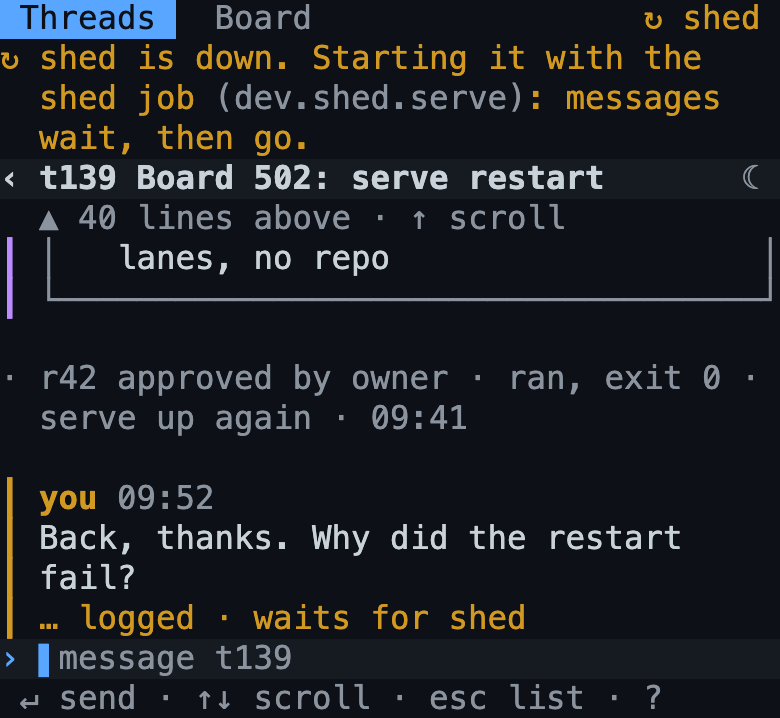 Threads Board ↻ shed
↻ shed is down. Starting it with the
shed job (dev.shed.serve): messages
wait, then go.
‹ t139 Board 502: serve restart ☾
▲ 40 lines above · ↑ scroll
lanes, no repo
· r42 approved by owner · ran, exit 0 ·
serve up again · 09:41
you 09:52
Back, thanks. Why did the restart
fail?
… logged · waits for shed
› message t139
↵ send · ↑↓ scroll · esc list · ?